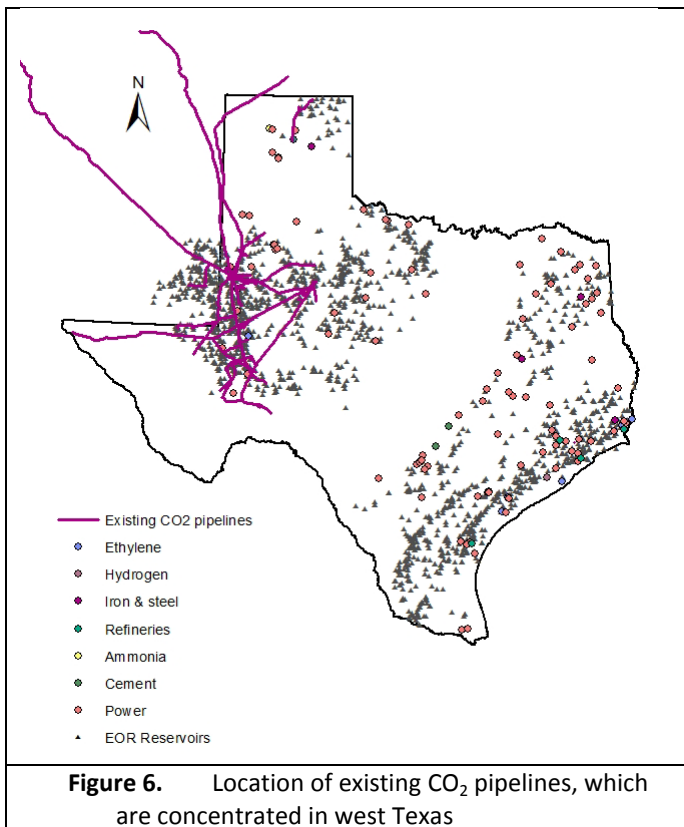 N
Existing CO2 pipelines
Ethylene
Hydrogen
Iron & steel
Refineries
Ammonia
Cement
Power
EOR Reservoirs
Figure 6. Location of existing CO₂ pipelines, which
are concentrated in west Texas